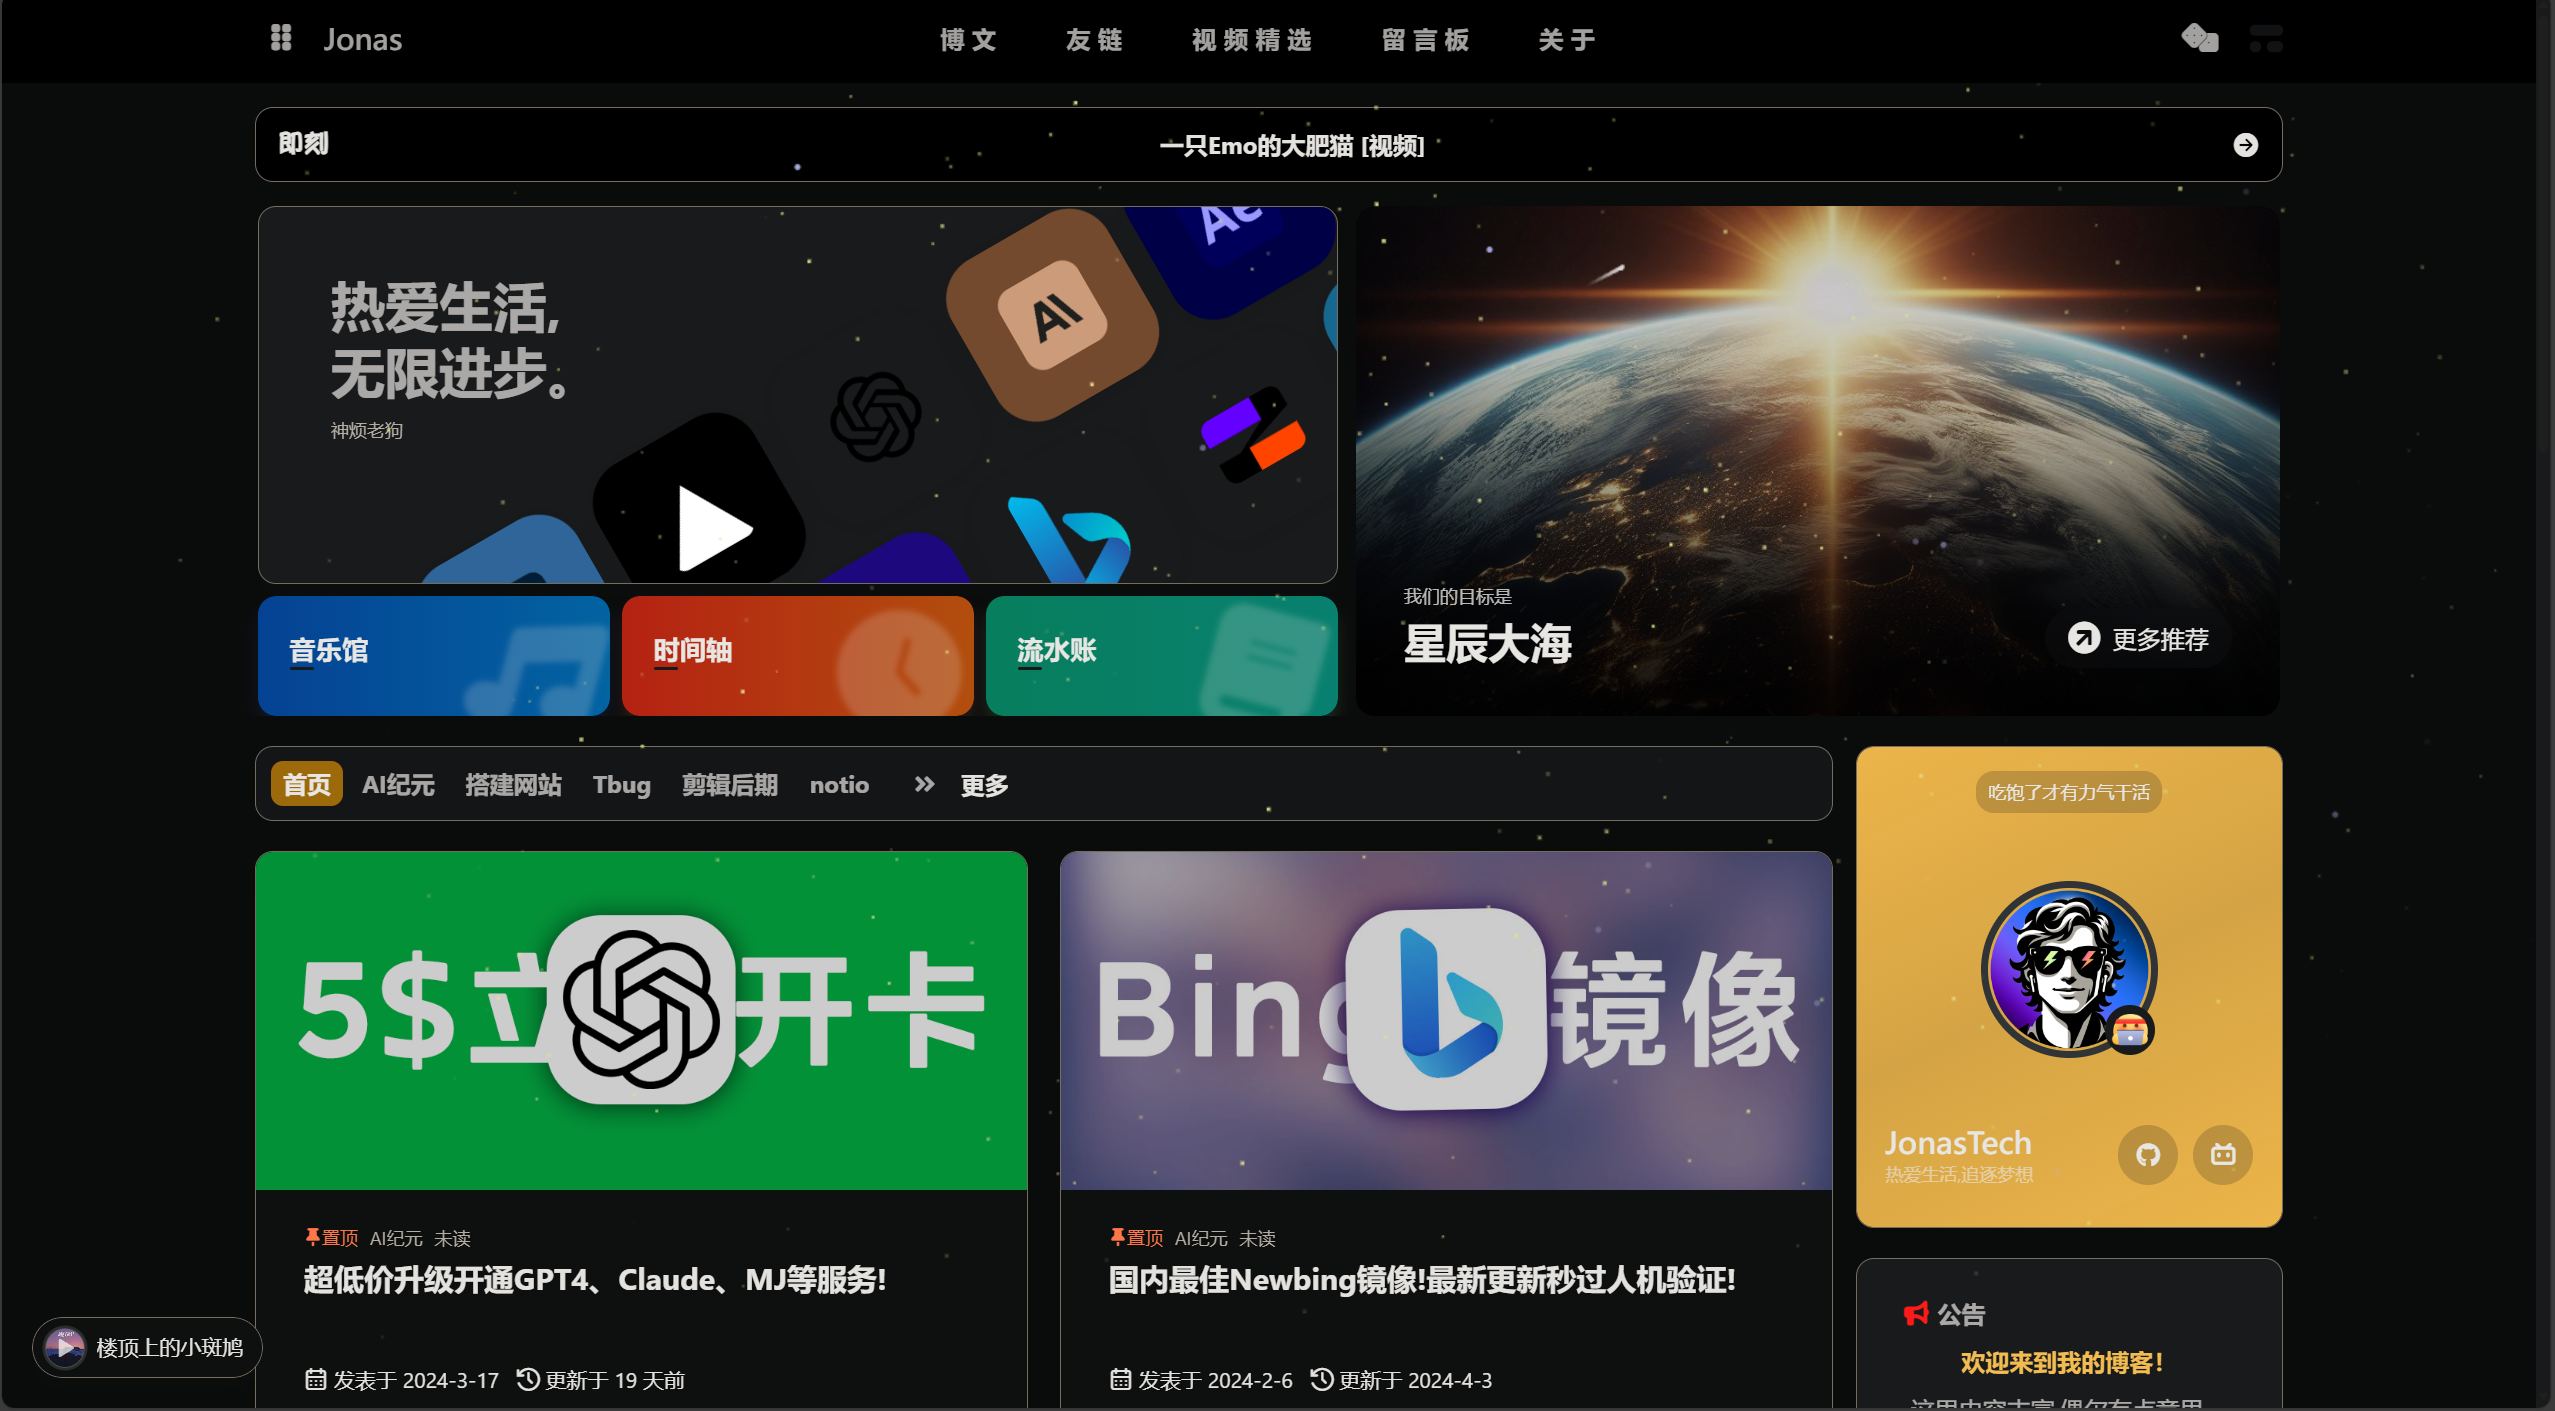 Jonas
博文 友链 视频精选 留言板 关于
即刻
一只Emo的大肥猫 [视频]
热爱生活,
无限进步。
神烦老狗
AI
Ae
我们的目标是
星辰大海
更多推荐
音乐馆
时间轴
流水账
首页 AI纪元 搭建网站 Tbug 剪辑后期 notio 更多
吃饱了才有力气干活
5$立 开卡
Bing 镜像
JonasTech
热爱生活,追逐梦想
置顶 AI纪元 未读
超低价升级开通GPT4、Claude、MJ等服务!
发表于 2024-3-17 更新于 19 天前
置顶 AI纪元 未读
国内最佳Newbing镜像!最新更新秒过人机验证!
发表于 2024-2-6 更新于 2024-4-3
公告
欢迎来到我的博客!
楼顶上的小斑鸠